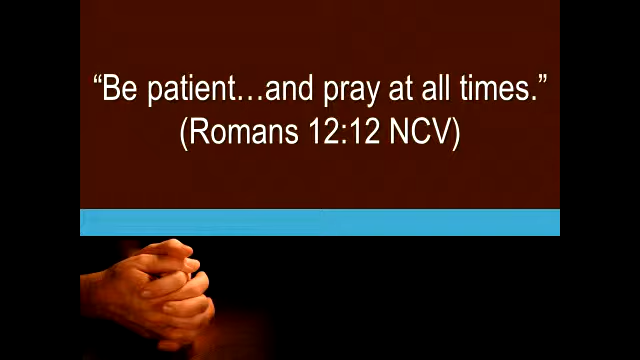 “Be patient…and pray at all times.”
(Romans 12:12 NCV)